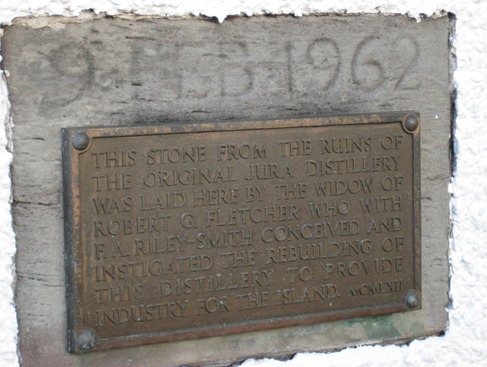 9 FEB 1962
THIS STONE FROM THE RUINS OF
THE ORIGINAL JURA DISTILLERY
WAS LAID HERE BY THE WIDOW OF
ROBERT G. FLETCHER WHO WITH
F. A. RILEY-SMITH CONCEIVED AND
INSTIGATED THE REBUILDING OF
THIS DISTILLERY TO PROVIDE
INDUSTRY FOR THE ISLAND. MCMLXII